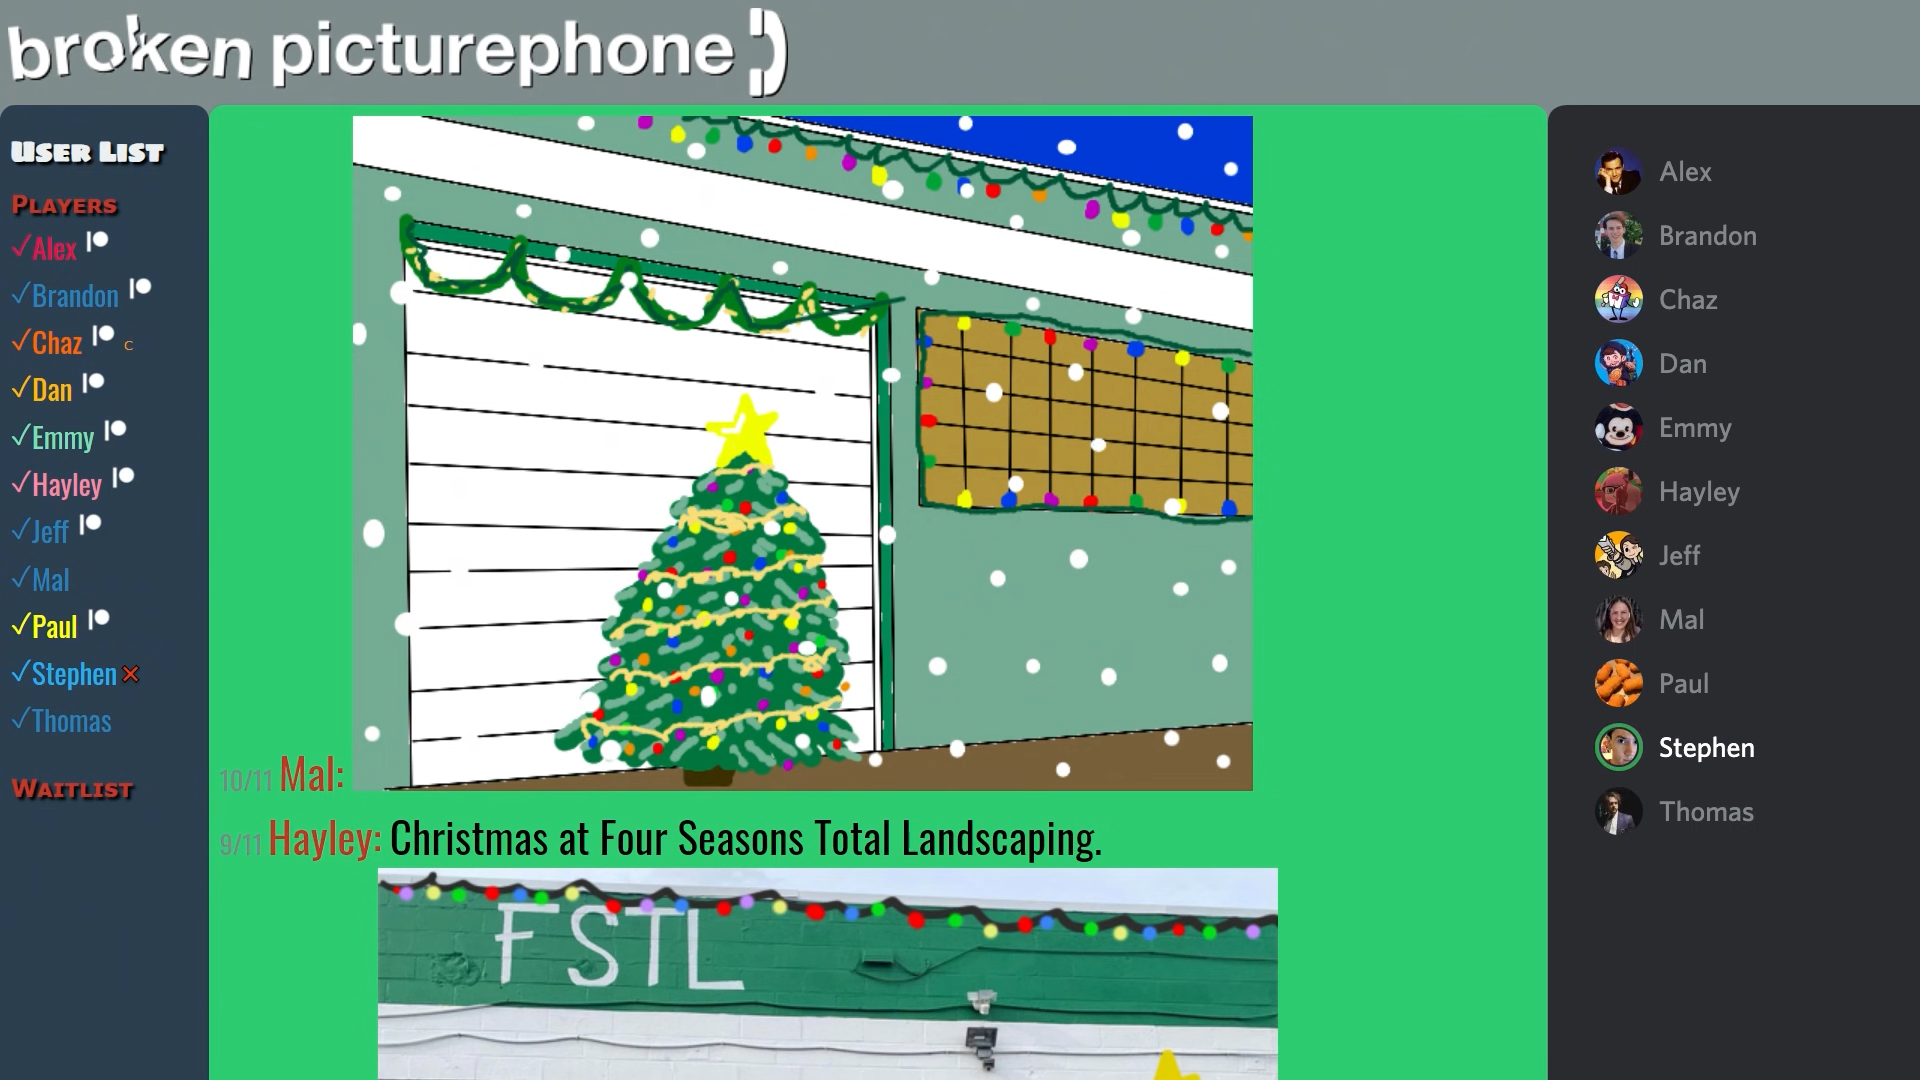 broken picturephone
User List
Players
✓Alex
✓Brandon
✓Chaz c
✓Dan
✓Emmy
✓Hayley
✓Jeff
✓Mal
✓Paul
✓Stephen
✓Thomas
Waitlist
10/11 Mal:
9/11 Hayley: Christmas at Four Seasons Total Landscaping.
FSTL
Alex
Brandon
Chaz
Dan
Emmy
Hayley
Jeff
Mal
Paul
Stephen
Thomas